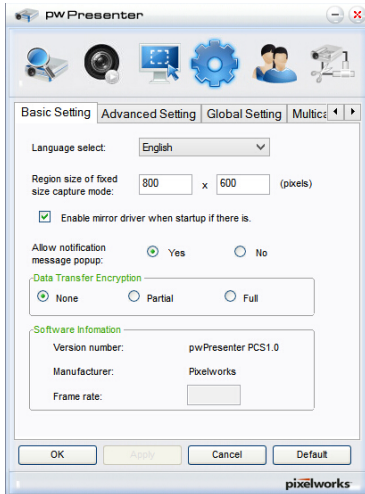 pwPresenter
Basic Setting Advanced Setting Global Setting Multica
Language select: English
Region size of fixed
size capture mode: 800 x 600 (pixels)
Enable mirror driver when startup if there is.
Allow notification
message popup: Yes No
Data Transfer Encryption
None Partial Full
Software Infomation
Version number: pwPresenter PCS1.0
Manufacturer: Pixelworks
Frame rate:
OK Apply Cancel Default
pixelworks